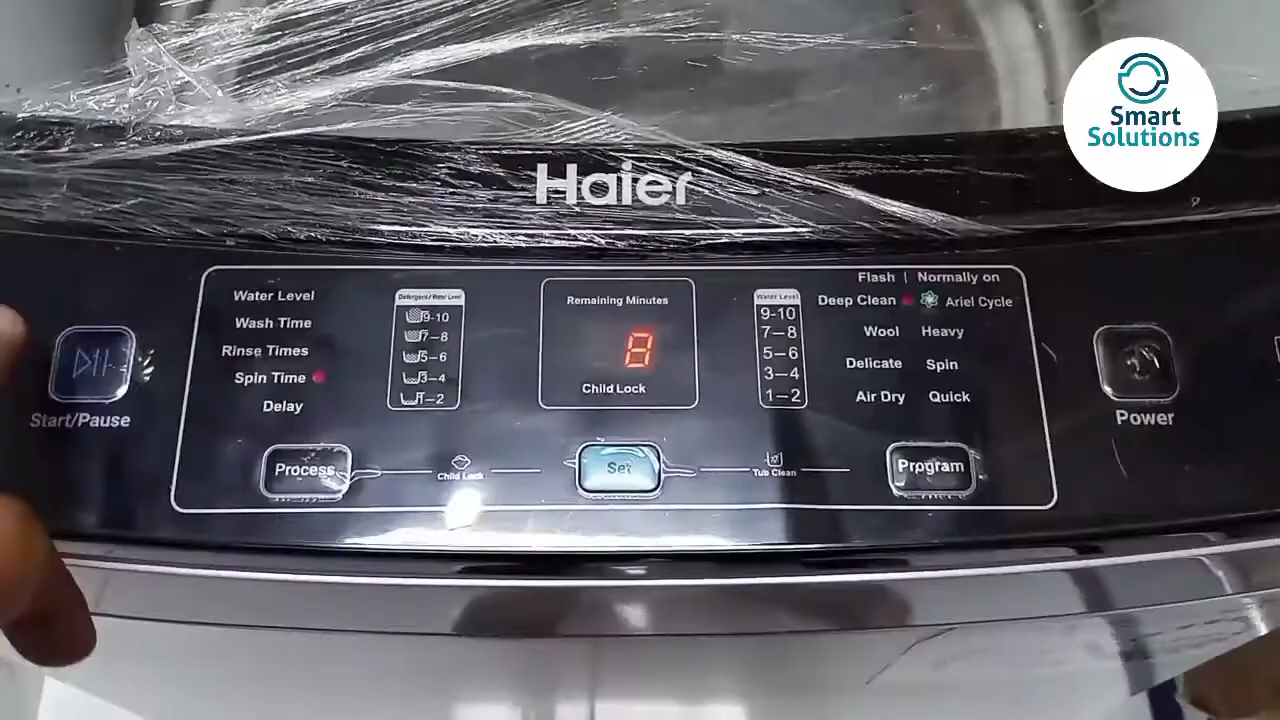 Smart
Solutions
Haier
Start/Pause
Water Level
Wash Time
Rinse Times
Spin Time
Delay
Detergent/Water Level
9-10
7-8
5-6
3-4
1-2
Remaining Minutes
8
Child Lock
Water Level
9-10
7-8
5-6
3-4
1-2
Flash | Normally on
Deep Clean Ariel Cycle
Wool Heavy
Delicate Spin
Air Dry Quick
Power
Process
Child Lock
Set
Tub Clean
Program